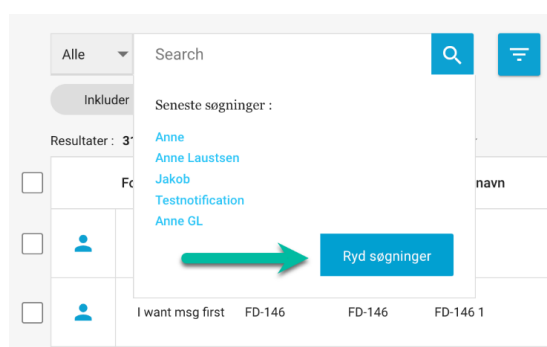 Alle
Search
Inkluder
Seneste søgninger :
Resultater :
Anne
Anne Laustsen
Jakob
Testnotification
Anne GL
navn
Ryd søgninger
I want msg first FD-146 FD-146 FD-146 1